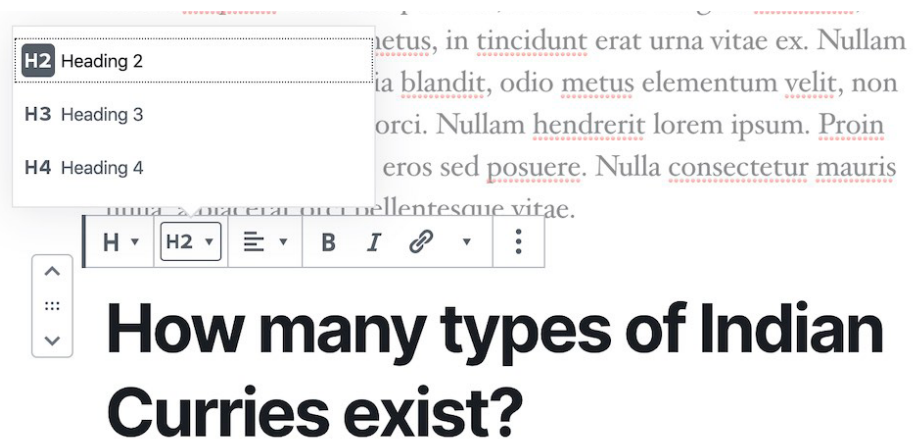 H2 Heading 2
H3 Heading 3
H4 Heading 4
metus, in tincidunt erat urna vitae ex. Nullam
blandit, odio metus elementum velit, non
orci. Nullam hendrerit lorem ipsum. Proin
eros sed posuere. Nulla consectetur mauris
pellentesque vitae.
H H2 B I
How many types of Indian
Curries exist?